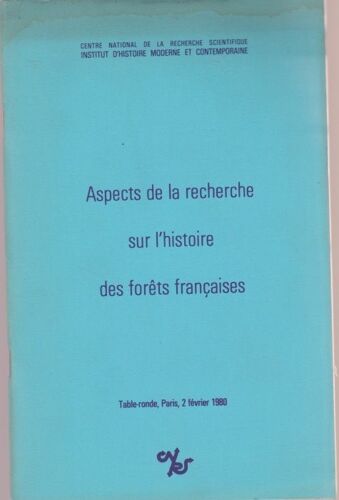 CENTRE NATIONAL DE LA RECHERCHE SCIENTIFIQUE
INSTITUT D'HISTOIRE MODERNE ET CONTEMPORAINE
Aspects de la recherche
sur l'histoire
des forêts françaises
Table-ronde, Paris, 2 février 1980
cnrs